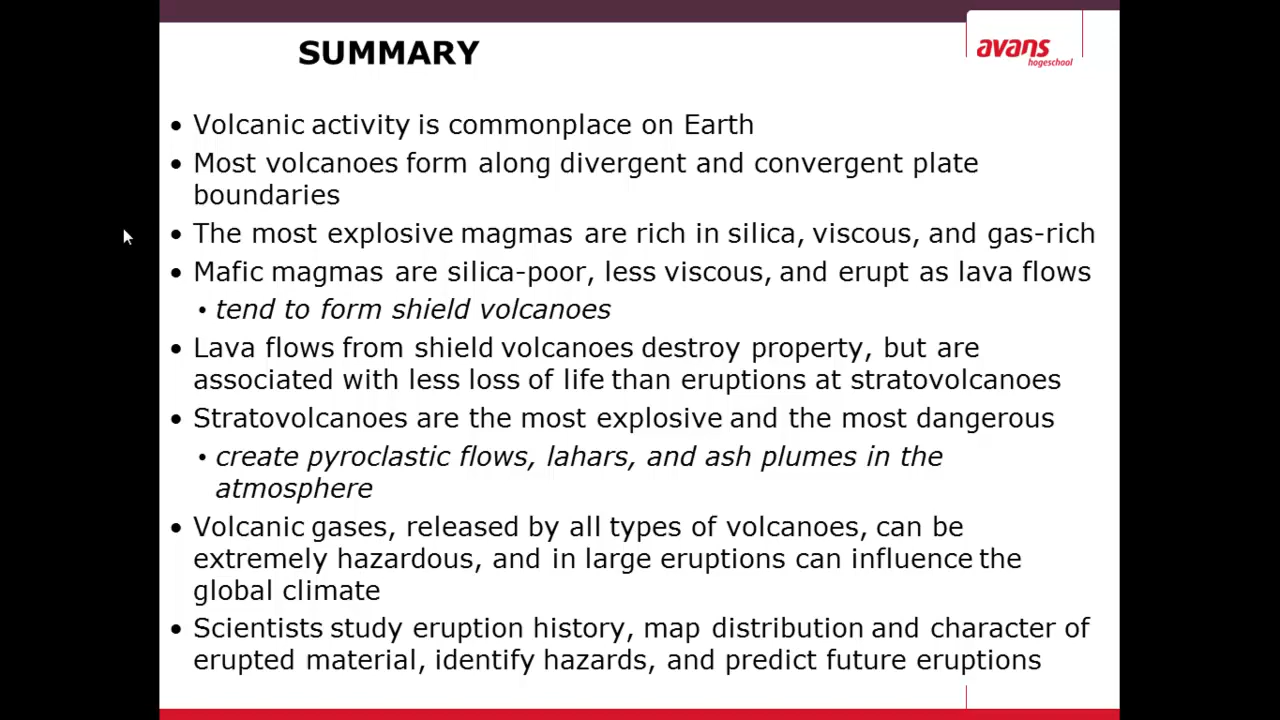 SUMMARY
avans
hogeschool
• Volcanic activity is commonplace on Earth
• Most volcanoes form along divergent and convergent plate
boundaries
• The most explosive magmas are rich in silica, viscous, and gas-rich
• Mafic magmas are silica-poor, less viscous, and erupt as lava flows
• tend to form shield volcanoes
• Lava flows from shield volcanoes destroy property, but are
associated with less loss of life than eruptions at stratovolcanoes
• Stratovolcanoes are the most explosive and the most dangerous
• create pyroclastic flows, lahars, and ash plumes in the
atmosphere
• Volcanic gases, released by all types of volcanoes, can be
extremely hazardous, and in large eruptions can influence the
global climate
• Scientists study eruption history, map distribution and character of
erupted material, identify hazards, and predict future eruptions